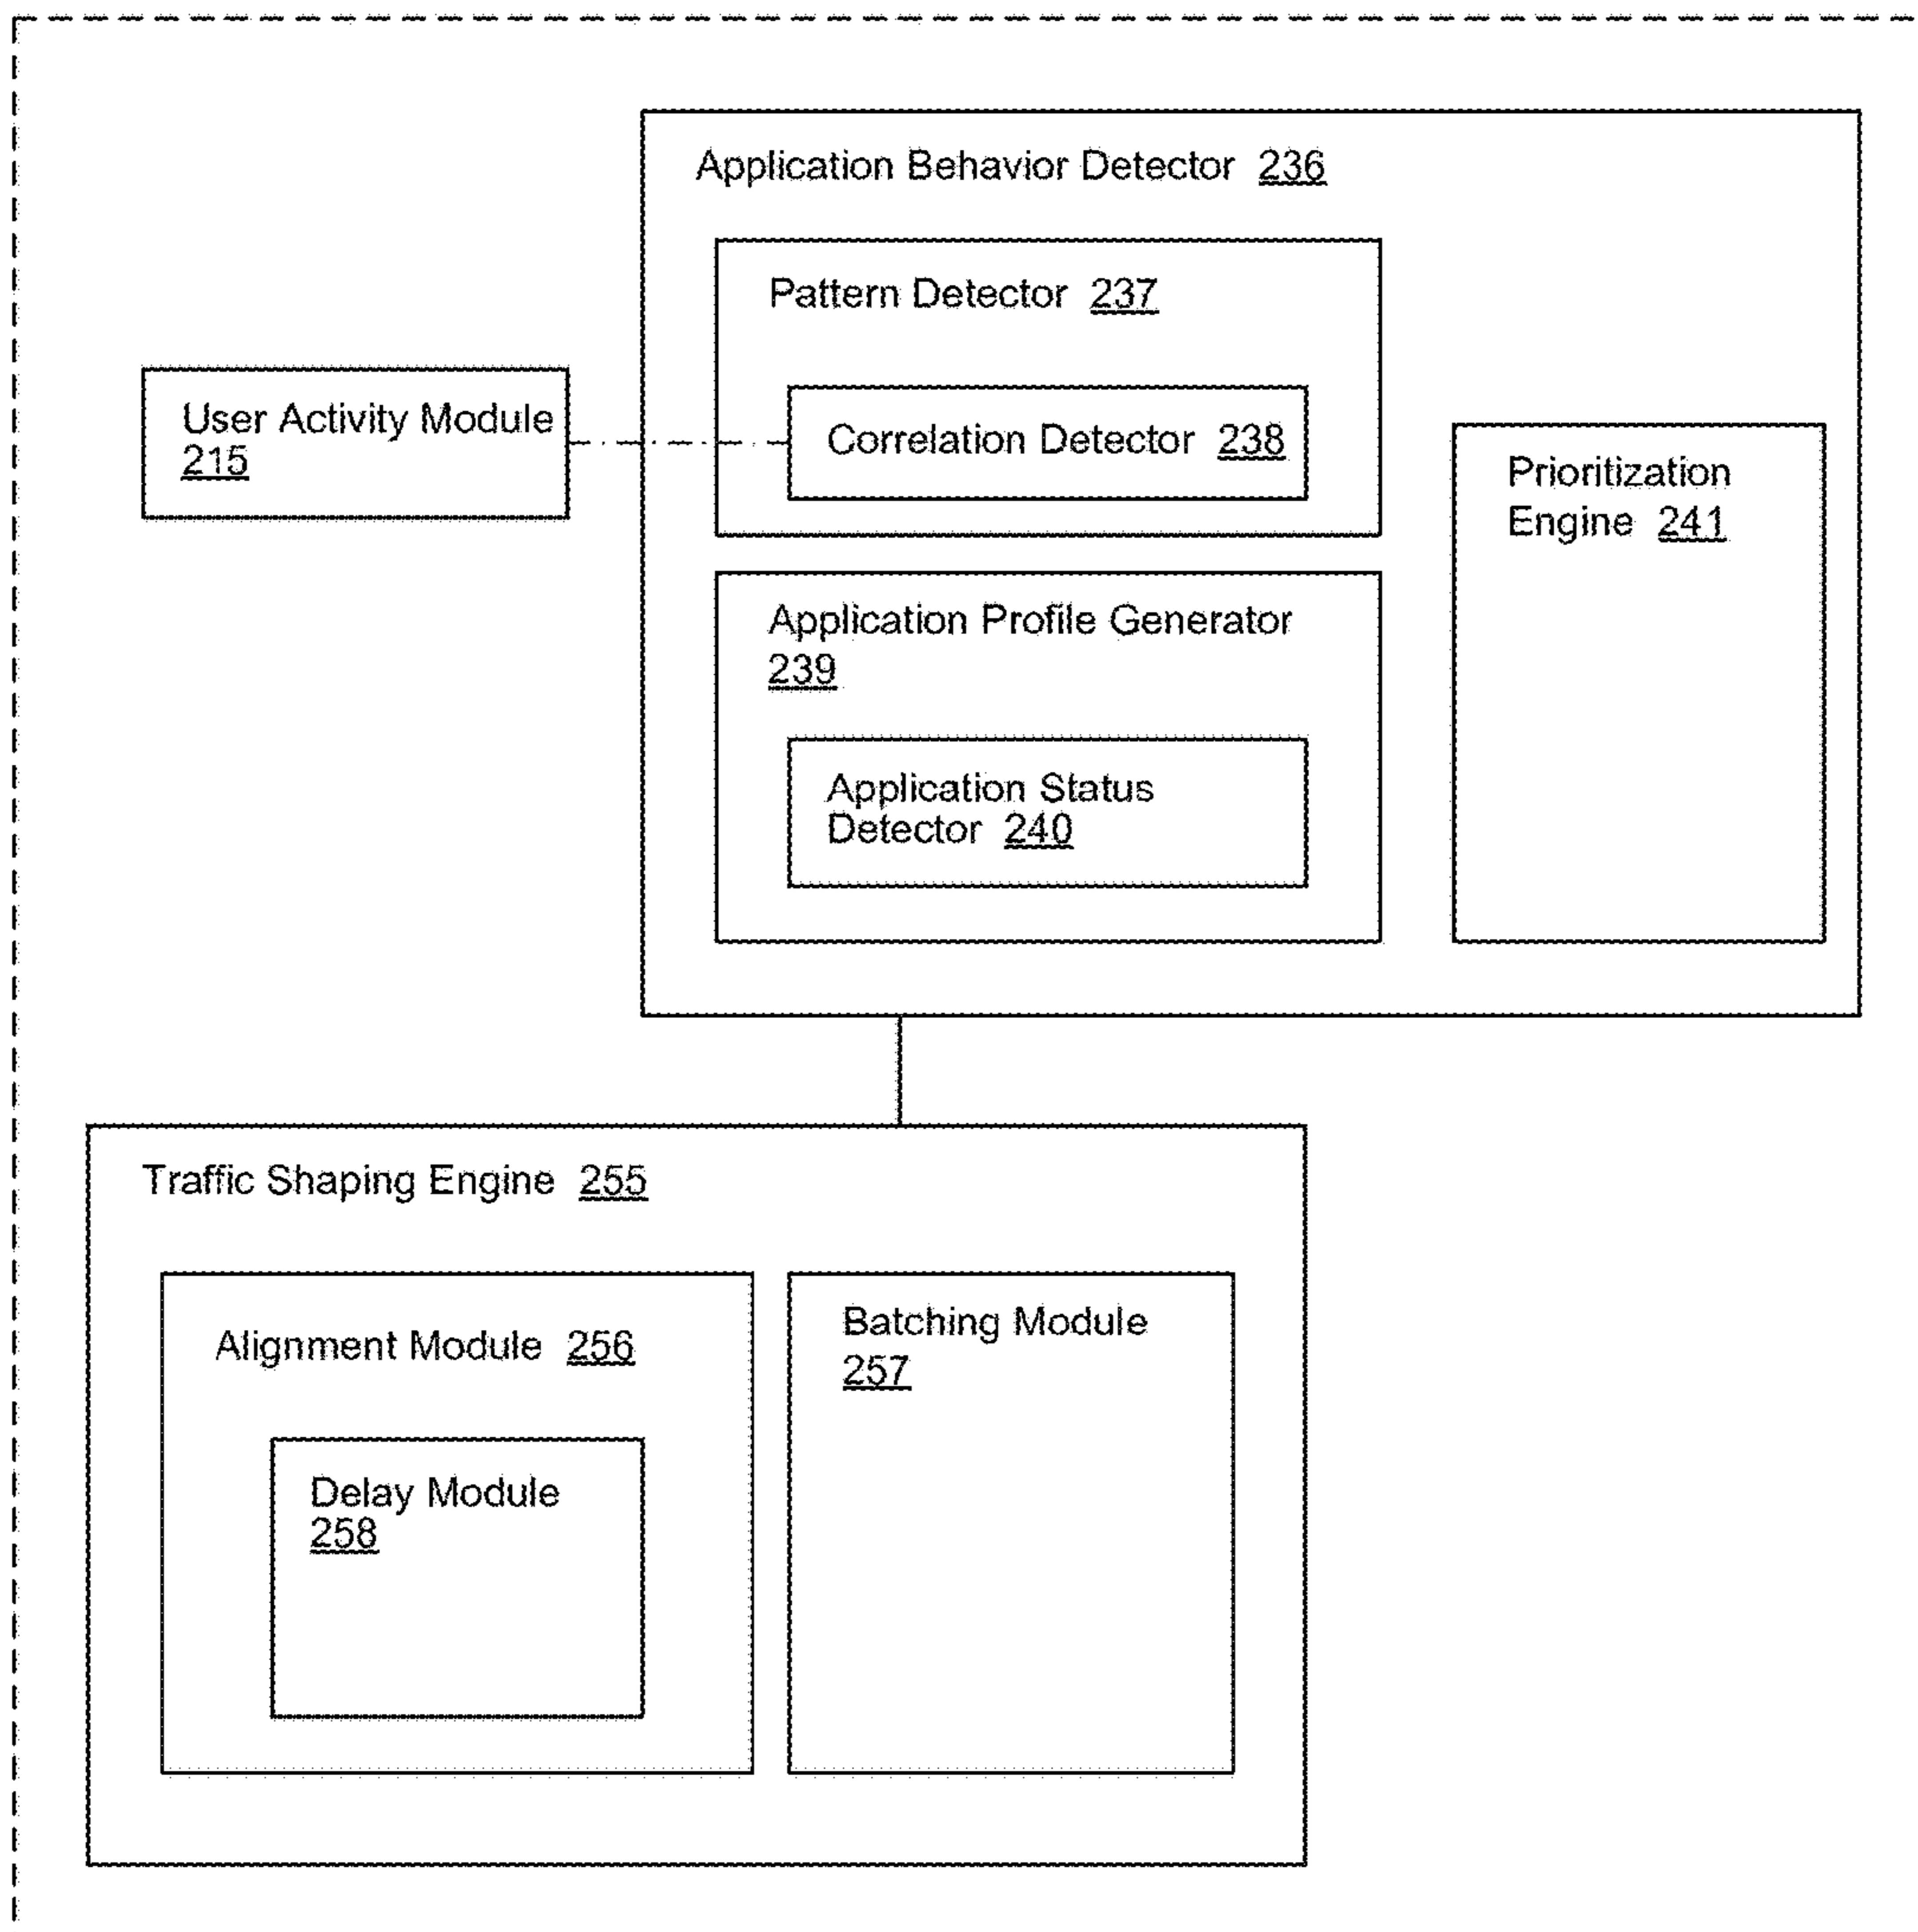 Application Behavior Detector 236
Pattern Detector 237
User Activity Module
215
Correlation Detector 238
Prioritization
Engine 241
Application Profile Generator
239
Application Status
Detector 240
Traffic Shaping Engine 255
Alignment Module 256
Batching Module
257
Delay Module
258